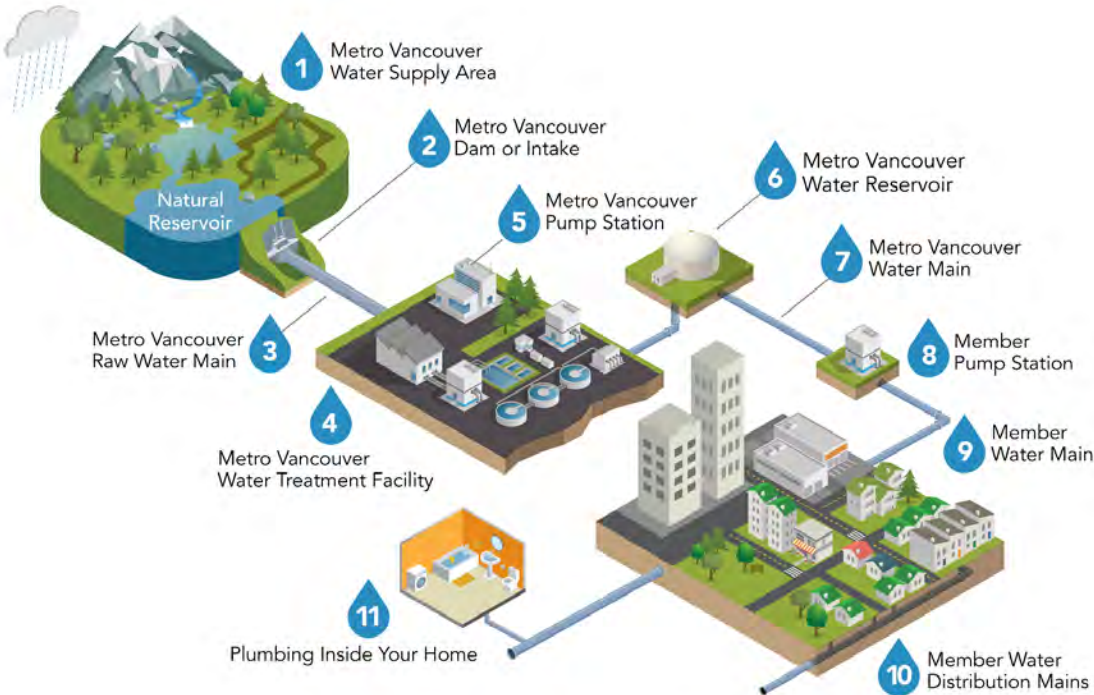 1
Metro Vancouver
Water Supply Area
2
Metro Vancouver
Dam or Intake
Natural
Reservoir
3
Metro Vancouver
Raw Water Main
4
Metro Vancouver
Water Treatment Facility
5
Metro Vancouver
Pump Station
6
Metro Vancouver
Water Reservoir
7
Metro Vancouver
Water Main
8
Member
Pump Station
9
Member
Water Main
10
Member Water
Distribution Mains
11
Plumbing Inside Your Home